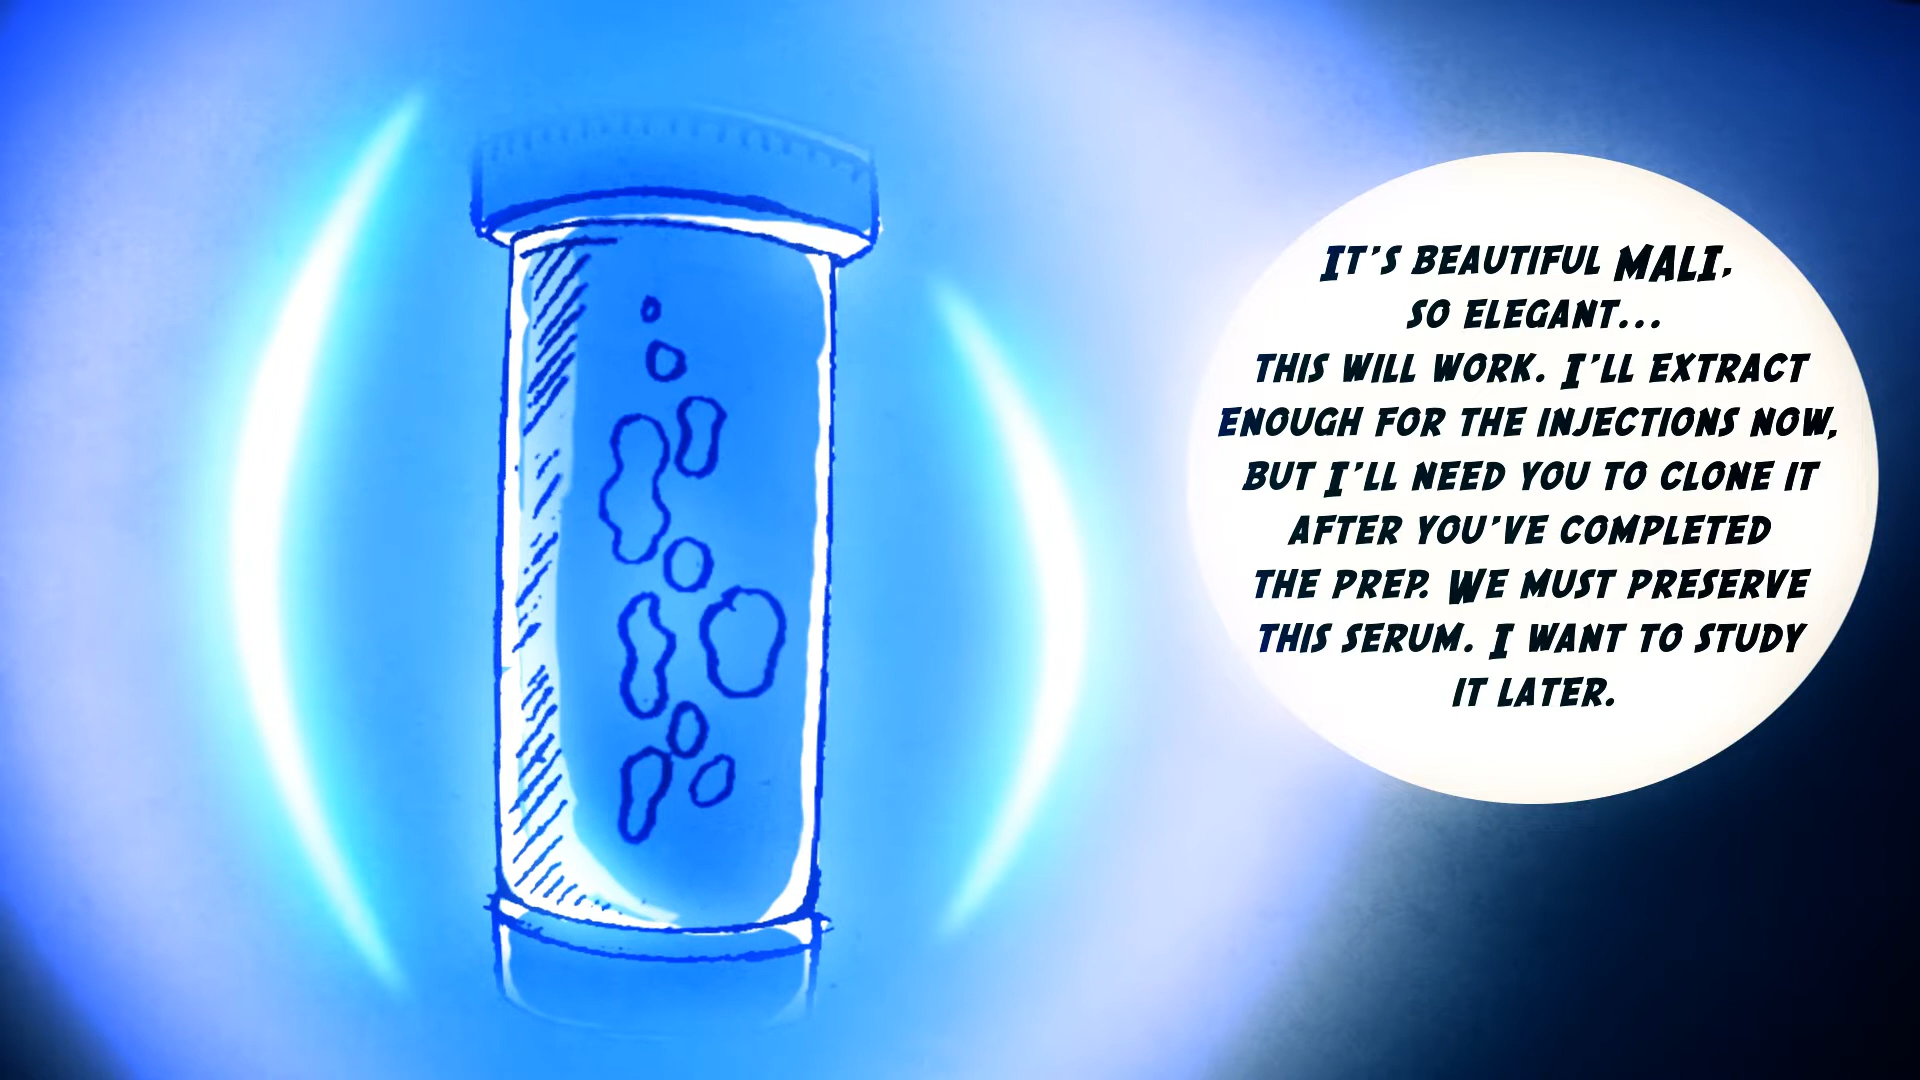 IT'S BEAUTIFUL MALI,
SO ELEGANT...
THIS WILL WORK. I'LL EXTRACT
ENOUGH FOR THE INJECTIONS NOW,
BUT I'LL NEED YOU TO CLONE IT
AFTER YOU'VE COMPLETED
THE PREP. WE MUST PRESERVE
THIS SERUM. I WANT TO STUDY
IT LATER.